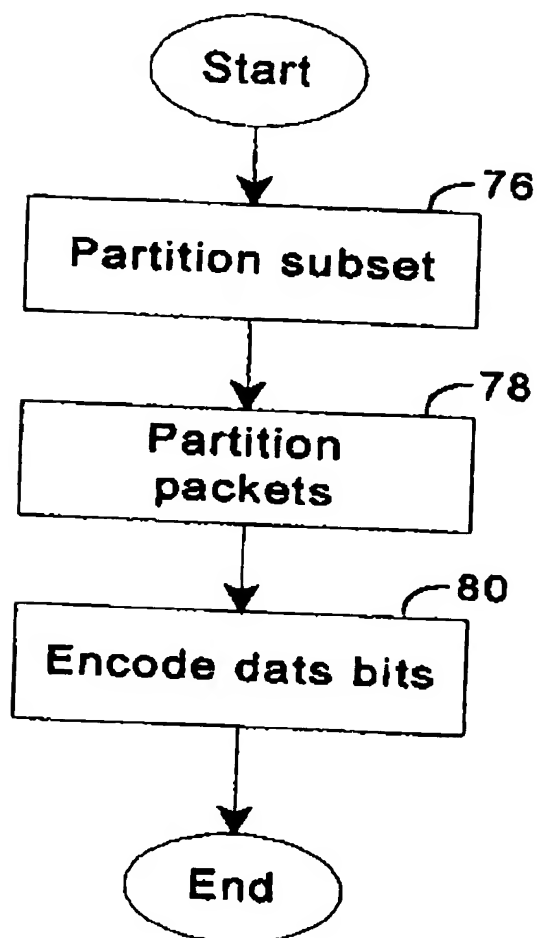 Start
76
Partition subset
78
Partition
packets
80
Encode dats bits
End